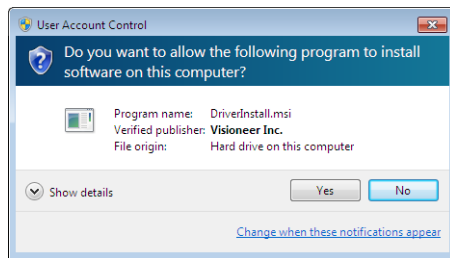 User Account Control
Do you want to allow the following program to install
software on this computer?
Program name: DriverInstall.msi
Verified publisher: Visioneer Inc.
File origin: Hard drive on this computer
Show details Yes No
Change when these notifications appear